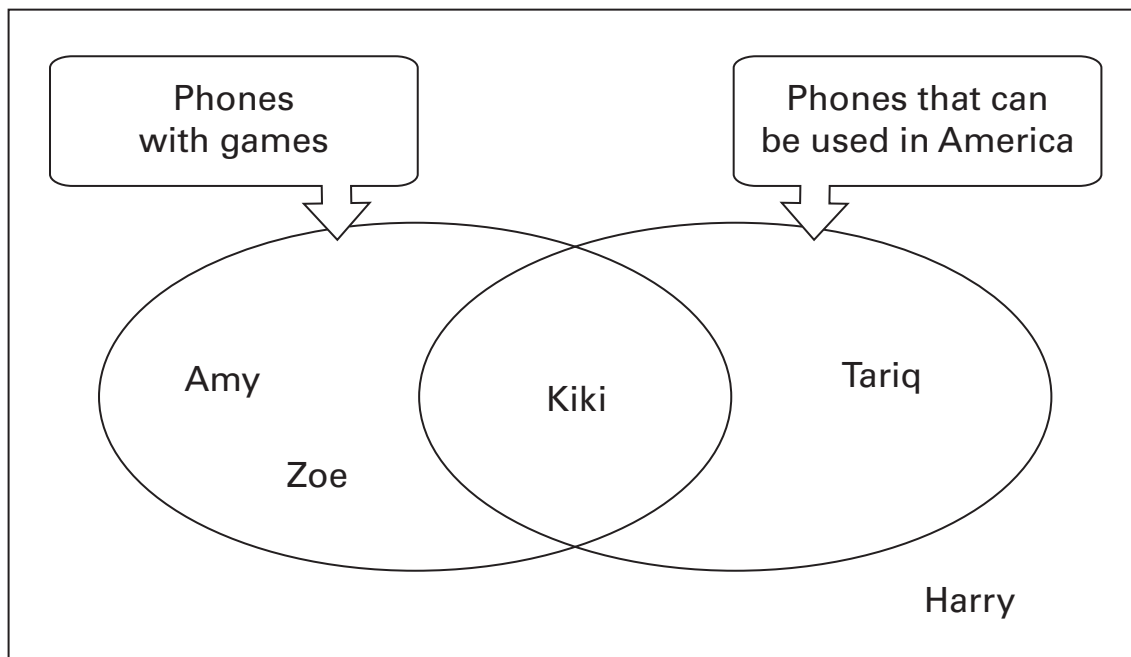 Phones
with games
Phones that can
be used in America
Amy
Kiki
Tariq
Zoe
Harry